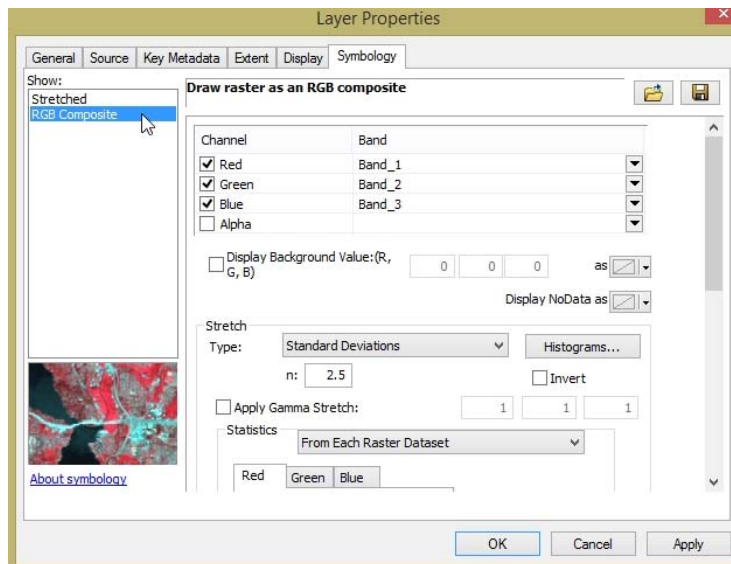 Layer Properties
General Source Key Metadata Extent Display Symbology
Show:
Stretched
RGB Composite
About symbology
Draw raster as an RGB composite
Channel Band
Red Band_1
Green Band_2
Blue Band_3
Alpha
Display Background Value:(R, G, B) 0 0 0 as
Display NoData as
Stretch
Type: Standard Deviations Histograms...
n: 2.5 Invert
Apply Gamma Stretch: 1 1 1
Statistics
From Each Raster Dataset
Red Green Blue
OK Cancel Apply